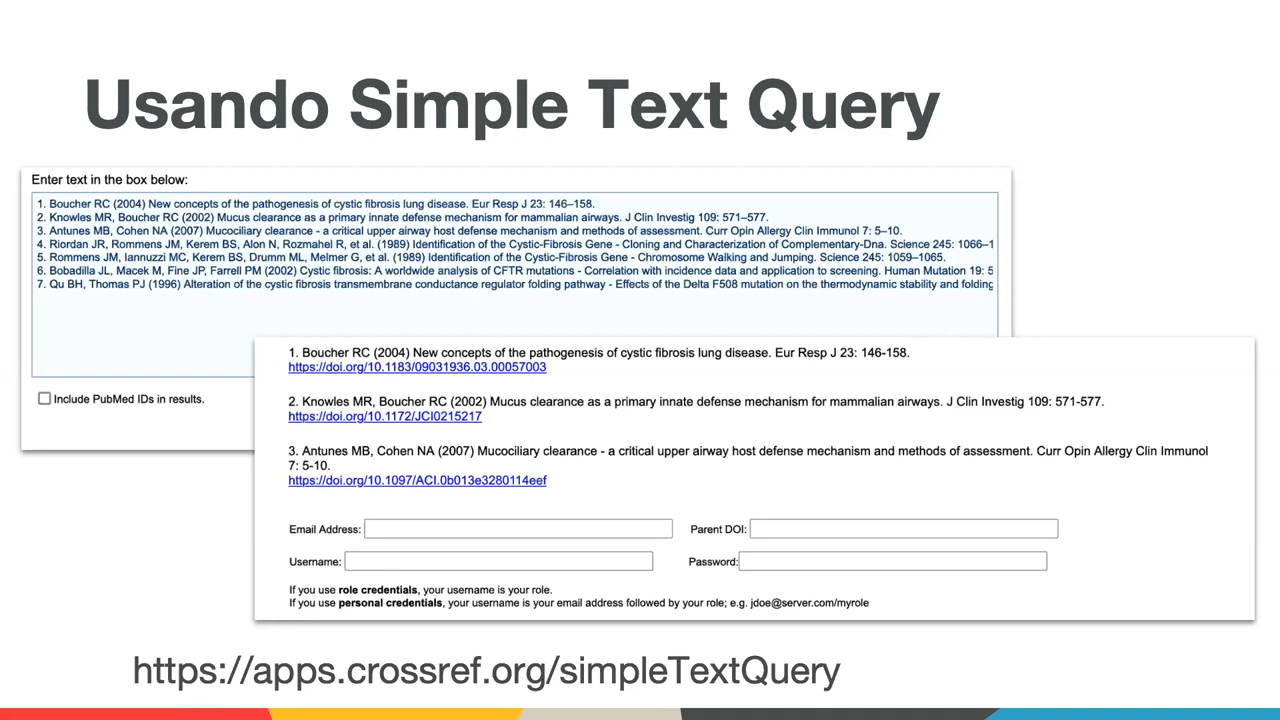 Usando Simple Text Query
Enter text in the box below:
1. Boucher RC (2004) New concepts of the pathogenesis of cystic fibrosis lung disease. Eur Resp J 23: 146–158.
2. Knowles MR, Boucher RC (2002) Mucus clearance as a primary innate defense mechanism for mammalian airways. J Clin Investig 109: 571–577.
3. Antunes MB, Cohen NA (2007) Mucociliary clearance - a critical upper airway host defense mechanism and methods of assessment. Curr Opin Allergy Clin Immunol 7: 5–10.
4. Riordan JR, Rommens JM, Kerem BS, Alon N, Rozmahel R, et al. (1989) Identification of the Cystic-Fibrosis Gene - Cloning and Characterization of Complementary-Dna. Science 245: 1066–1
5. Rommens JM, Iannuzzi MC, Kerem BS, Drumm ML, Melmer G, et al. (1989) Identification of the Cystic-Fibrosis Gene - Chromosome Walking and Jumping. Science 245: 1059–1065.
6. Bobadilla JL, Macek M, Fine JP, Farrell PM (2002) Cystic fibrosis: A worldwide analysis of CFTR mutations - Correlation with incidence data and application to screening. Human Mutation 19: 5
7. Qu BH, Thomas PJ (1996) Alteration of the cystic fibrosis transmembrane conductance regulator folding pathway - Effects of the Delta F508 mutation on the thermodynamic stability and folding
Include PubMed IDs in results.
1. Boucher RC (2004) New concepts of the pathogenesis of cystic fibrosis lung disease. Eur Resp J 23: 146-158.
https://doi.org/10.1183/09031936.03.00057003
2. Knowles MR, Boucher RC (2002) Mucus clearance as a primary innate defense mechanism for mammalian airways. J Clin Investig 109: 571-577.
https://doi.org/10.1172/JCI0215217
3. Antunes MB, Cohen NA (2007) Mucociliary clearance - a critical upper airway host defense mechanism and methods of assessment. Curr Opin Allergy Clin Immunol
7: 5-10.
https://doi.org/10.1097/ACI.0b013e3280114eef
Email Address: Parent DOI:
Username: Password:
If you use role credentials, your username is your role.
If you use personal credentials, your username is your email address followed by your role; e.g. jdoe@server.com/myrole
https://apps.crossref.org/simpleTextQuery